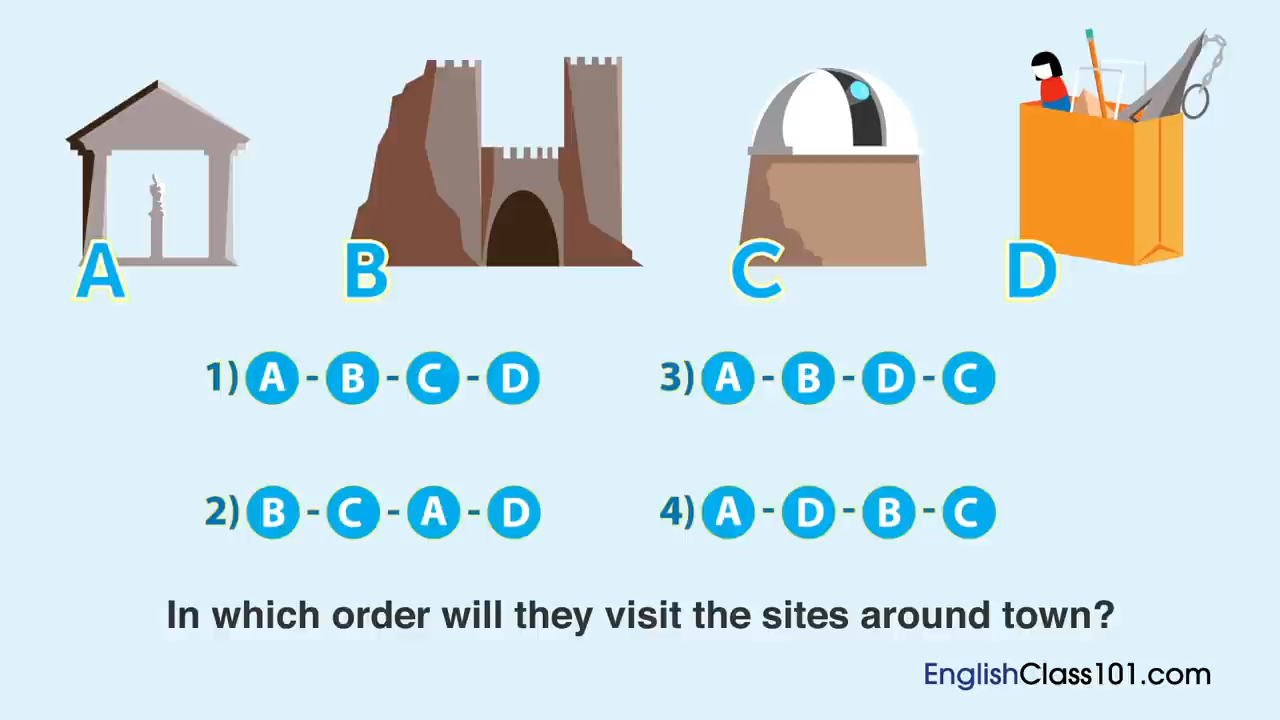 A
B
C
D
1) A - B - C - D
3) A - B - D - C
2) B - C - A - D
4) A - D - B - C
In which order will they visit the sites around town?
EnglishClass101.com